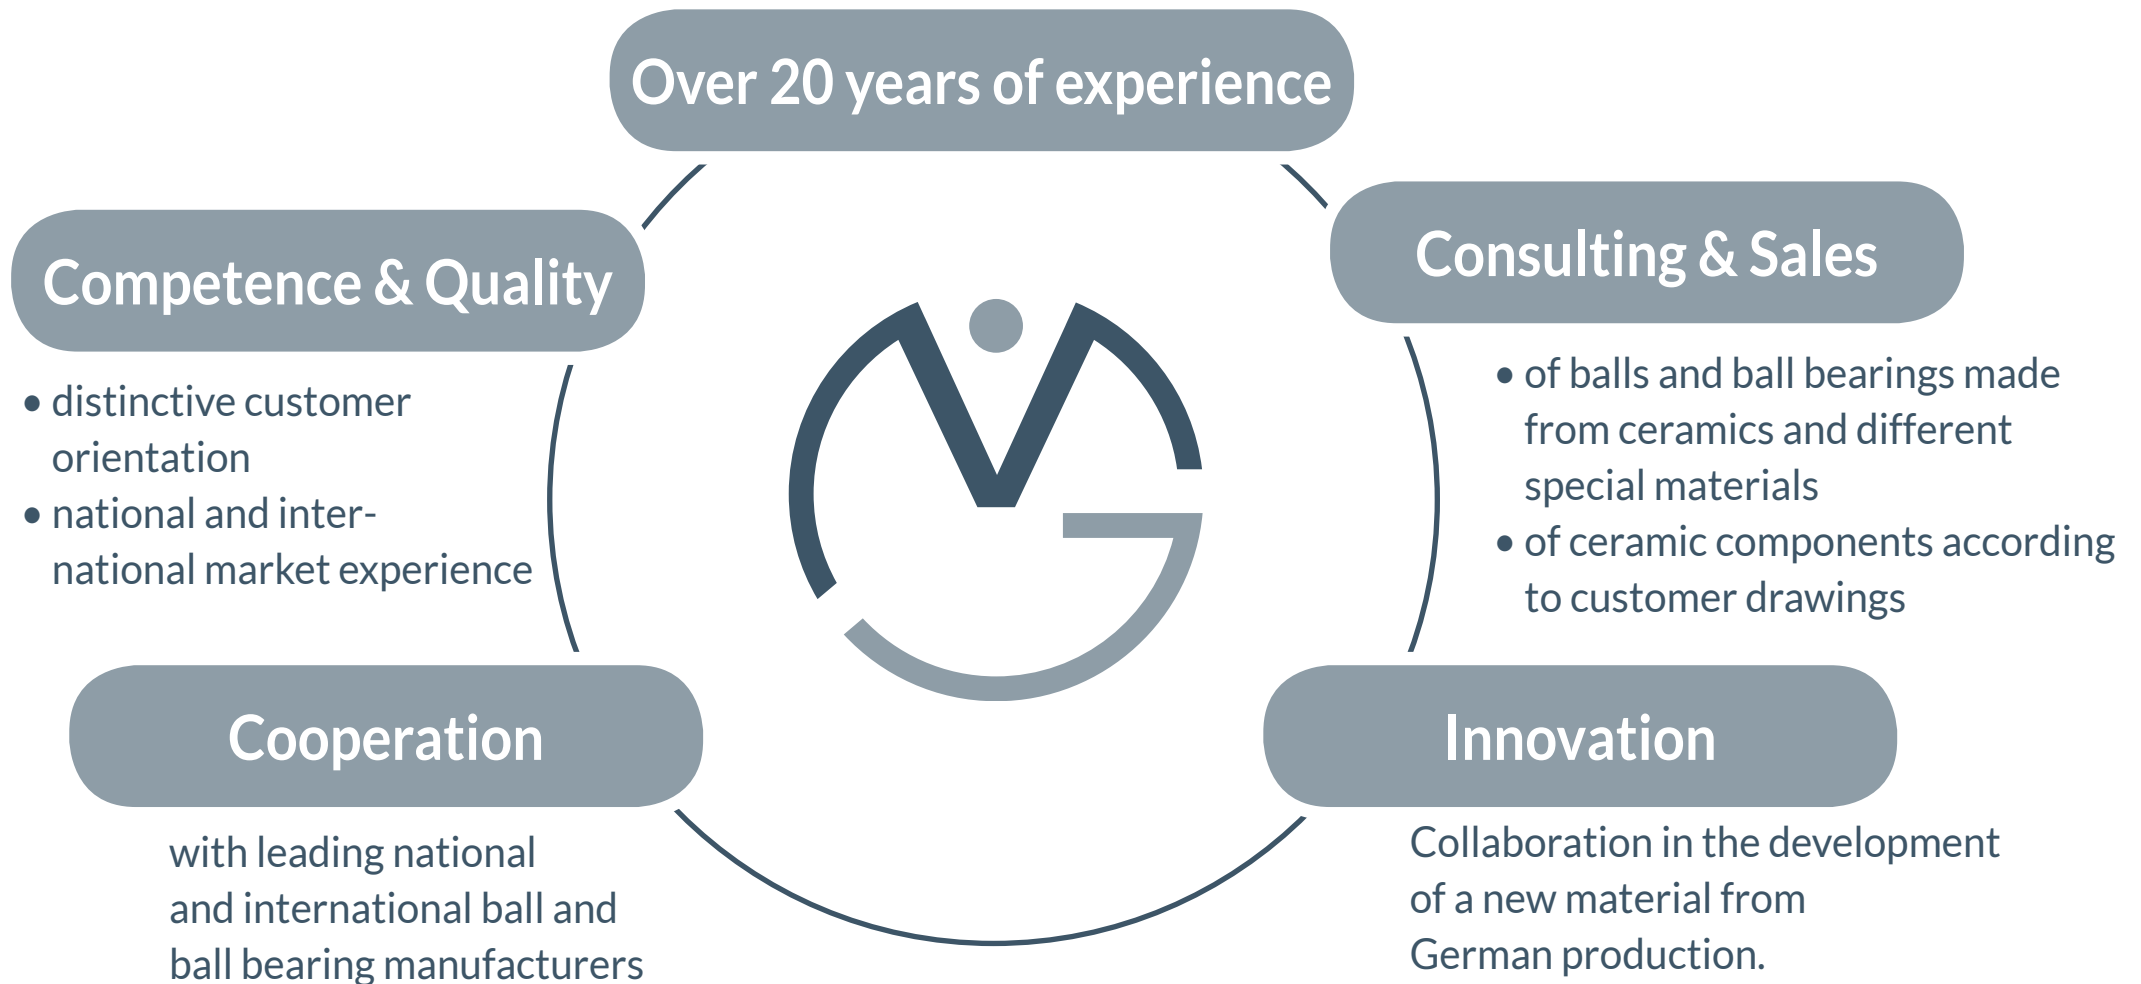 Over 20 years of experience
Competence & Quality
• distinctive customer
orientation
• national and inter-
national market experience
Consulting & Sales
• of balls and ball bearings made
from ceramics and different
special materials
• of ceramic components according
to customer drawings
Cooperation
with leading national
and international ball and
ball bearing manufacturers
Innovation
Collaboration in the development
of a new material from
German production.